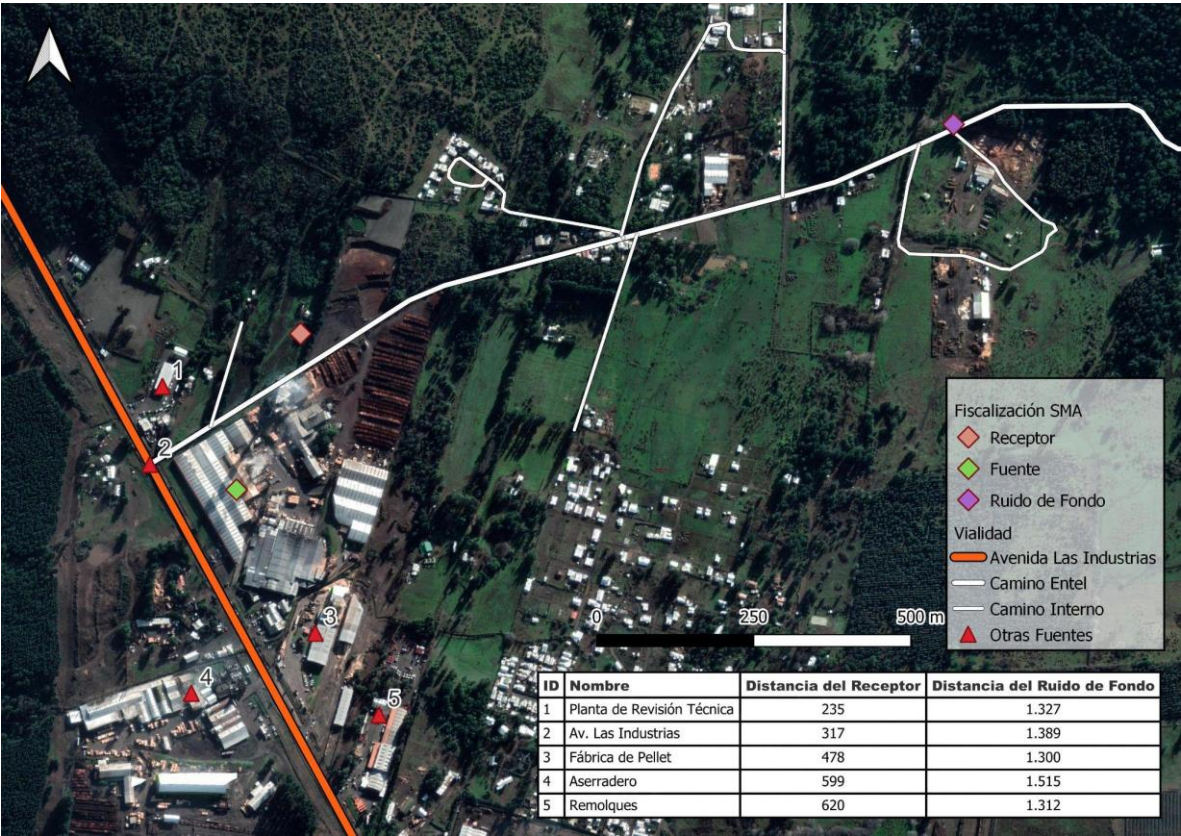 1
2
3
4
5
Fiscalización SMA
Receptor
Fuente
Ruido de Fondo
Vialidad
Avenida Las Industrias
Camino Entel
Camino Interno
Otras Fuentes
0 250 500 m
ID Nombre Distancia del Receptor Distancia del Ruido de Fondo
1 Planta de Revisión Técnica 235 1.327
2 Av. Las Industrias 317 1.389
3 Fábrica de Pellet 478 1.300
4 Aserradero 599 1.515
5 Remolques 620 1.312